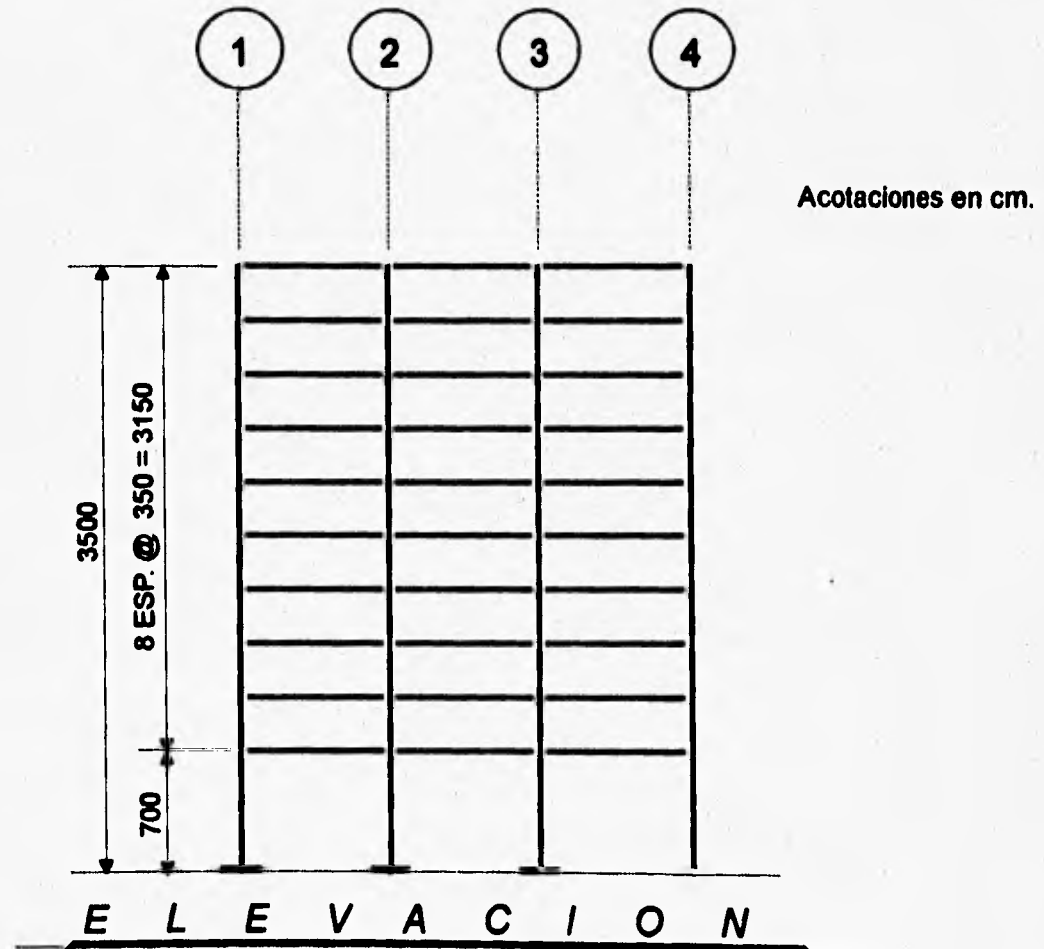 1 2 3 4
Acotaciones en cm.
3500
8 ESP. @ 350 = 3150
700
E L E V A C I O N